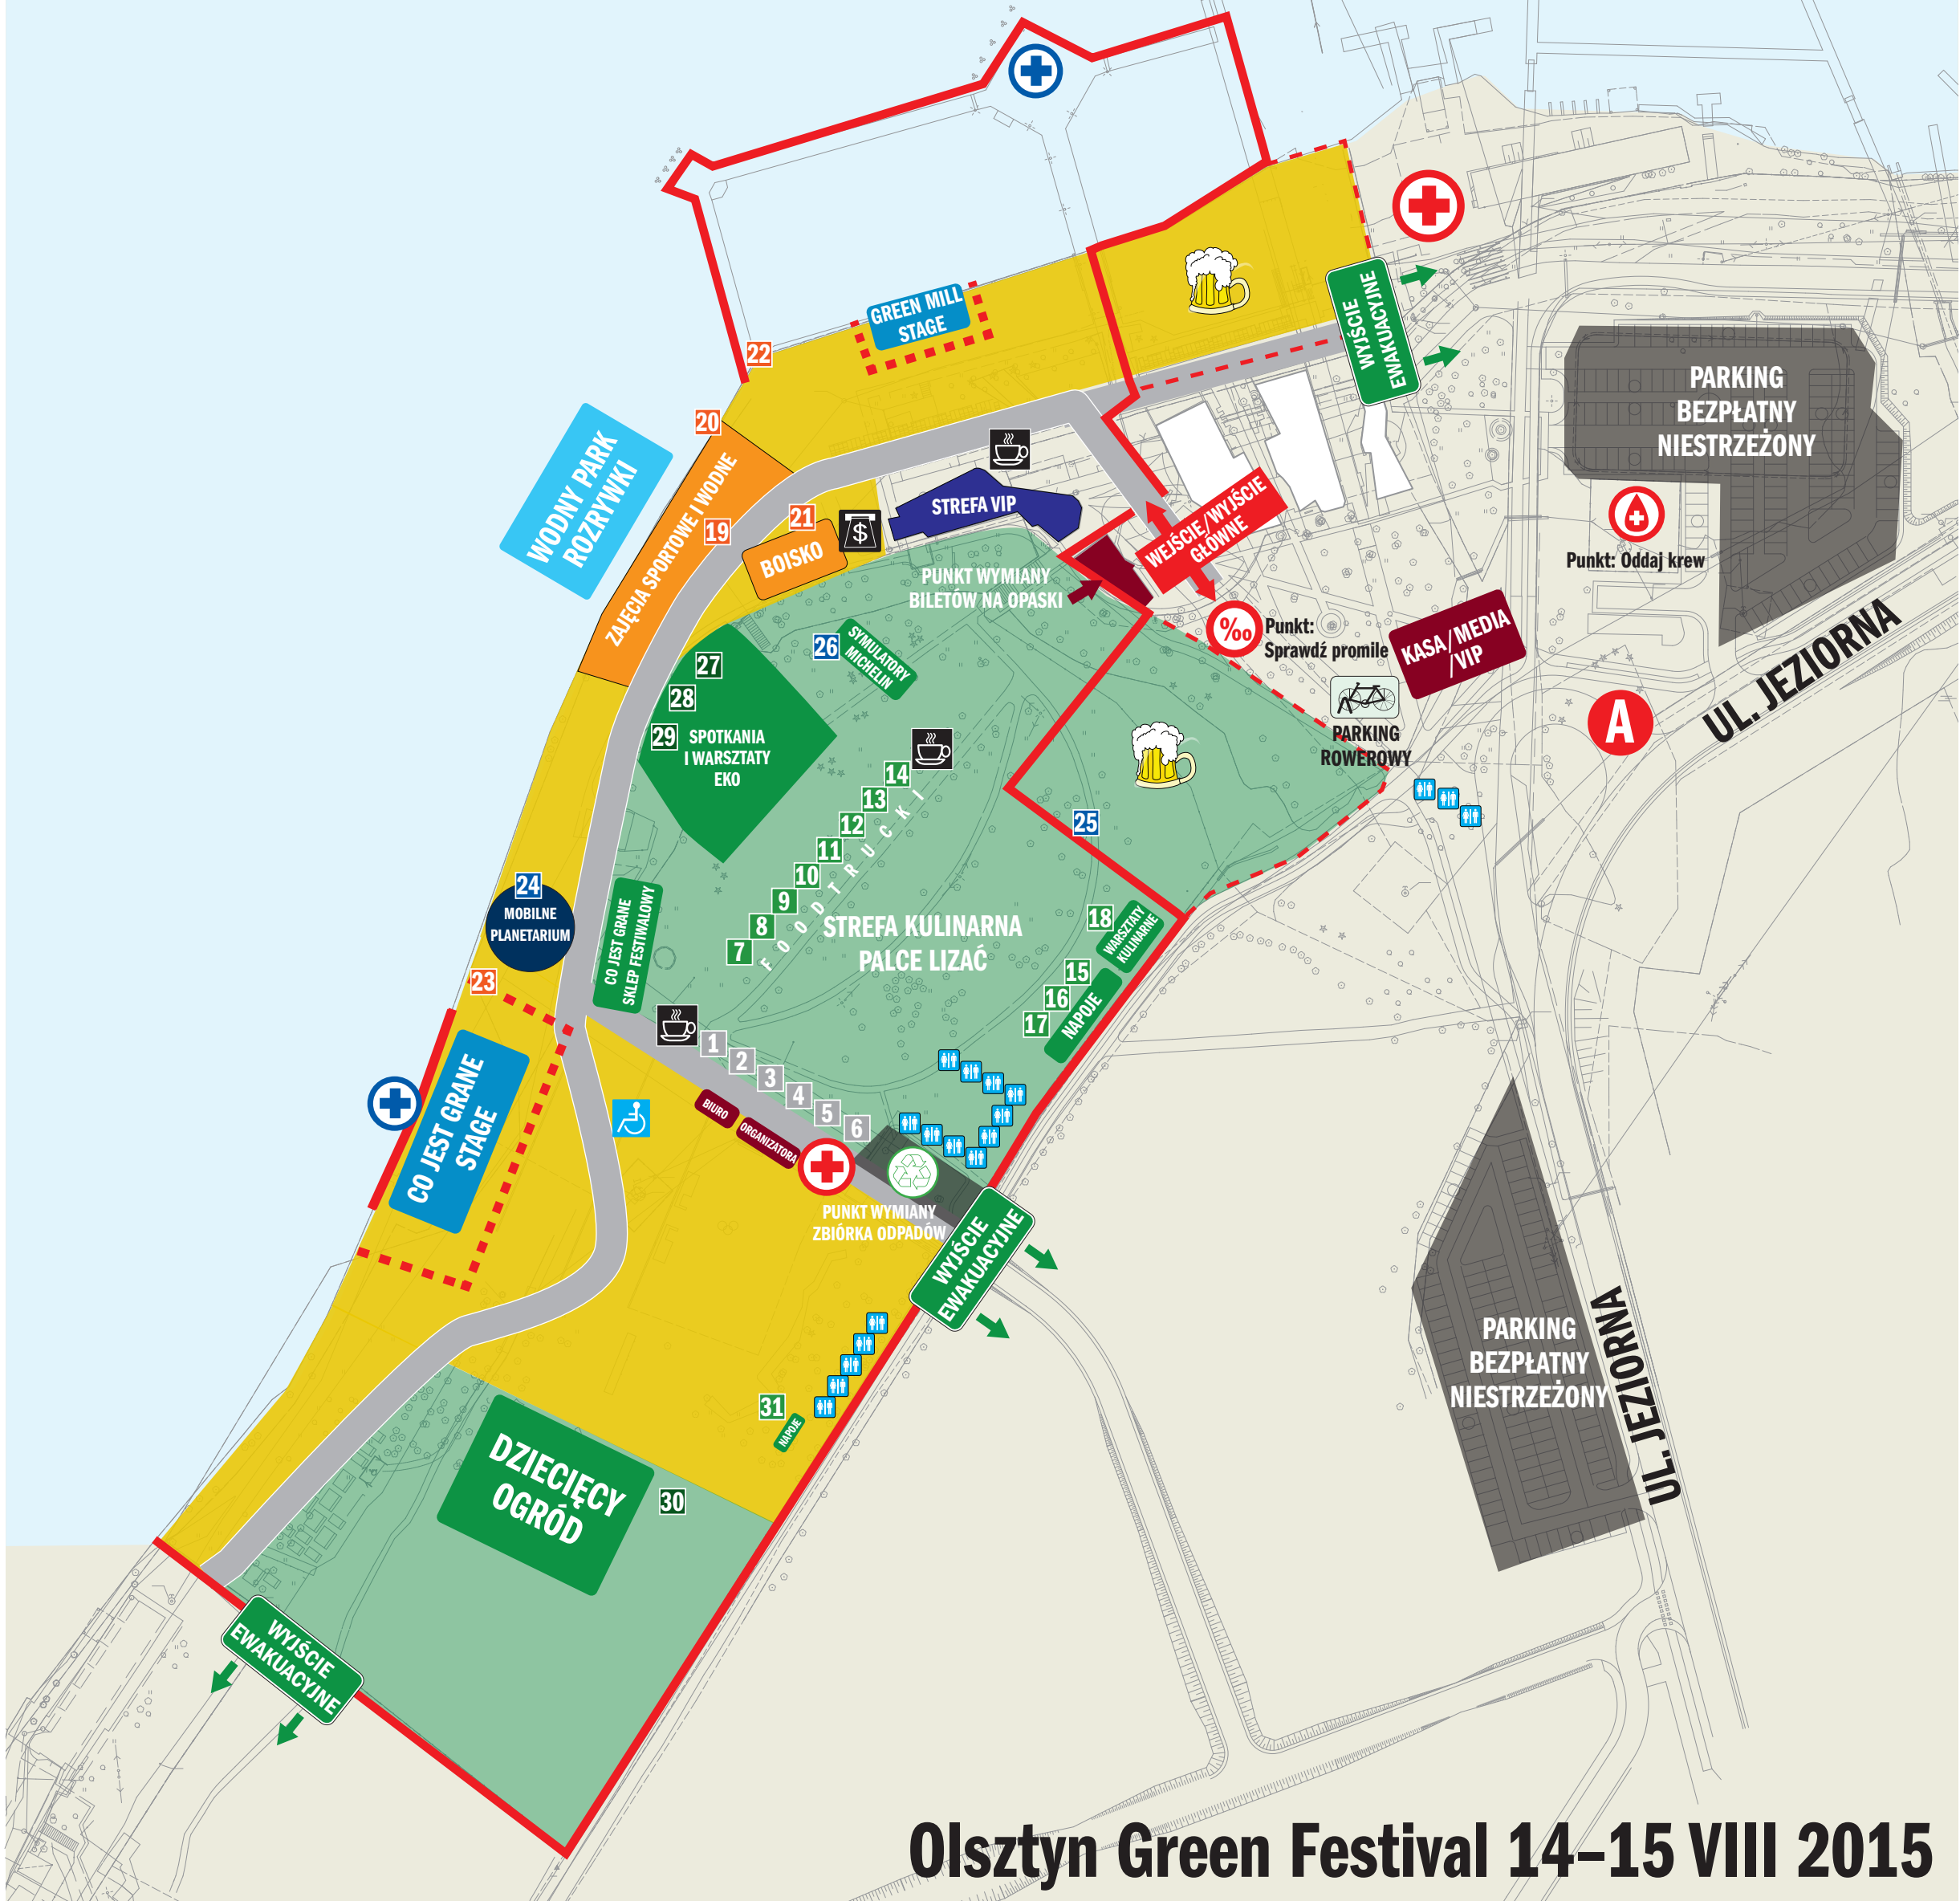 GREEN MILL
STAGE
WYJŚCIE
EWAKUACYJNE
22
PARKING
BEZPŁATNY
NIESTRZEŻONY
20
WODNY PARK
ROZRYWKI
ZAJĘCIA SPORTOWE I WODNE
19
21
BOISKO
$
STREFA VIP
WEJŚCIE/WYJŚCIE
GŁÓWNE
Punkt: Oddaj krew
PUNKT WYMIANY
BILETÓW NA OPASKI
‰
Punkt:
Sprawdź promile
KASA/MEDIA
/VIP
UL. JEZIORNA
A
26
SYMULATORY
MICHELIN
27
28
29
SPOTKANIA
I WARSZTATY
EKO
PARKING
ROWEROWY
14
13
12
11
10
9
8
7
FOOD TRUCKI
25
STREFA KULINARNA
PALCE LIZAĆ
18
WARSZTATY
KULINARNE
15
16
17
NAPOJE
24
MOBILNE
PLANETARIUM
CO JEST GRANE
SKLEP FESTIWALOWY
23
CO JEST GRANE
STAGE
1
2
3
4
5
6
BIURO
ORGANIZATORA
PUNKT WYMIANY
ZBIÓRKA ODPADÓW
WYJŚCIE
EWAKUACYJNE
PARKING
BEZPŁATNY
NIESTRZEŻONY
UL. JEZIORNA
31
NAPOJE
DZIECIĘCY
OGRÓD
30
WYJŚCIE
EWAKUACYJNE
Olsztyn Green Festival 14–15 VIII 2015